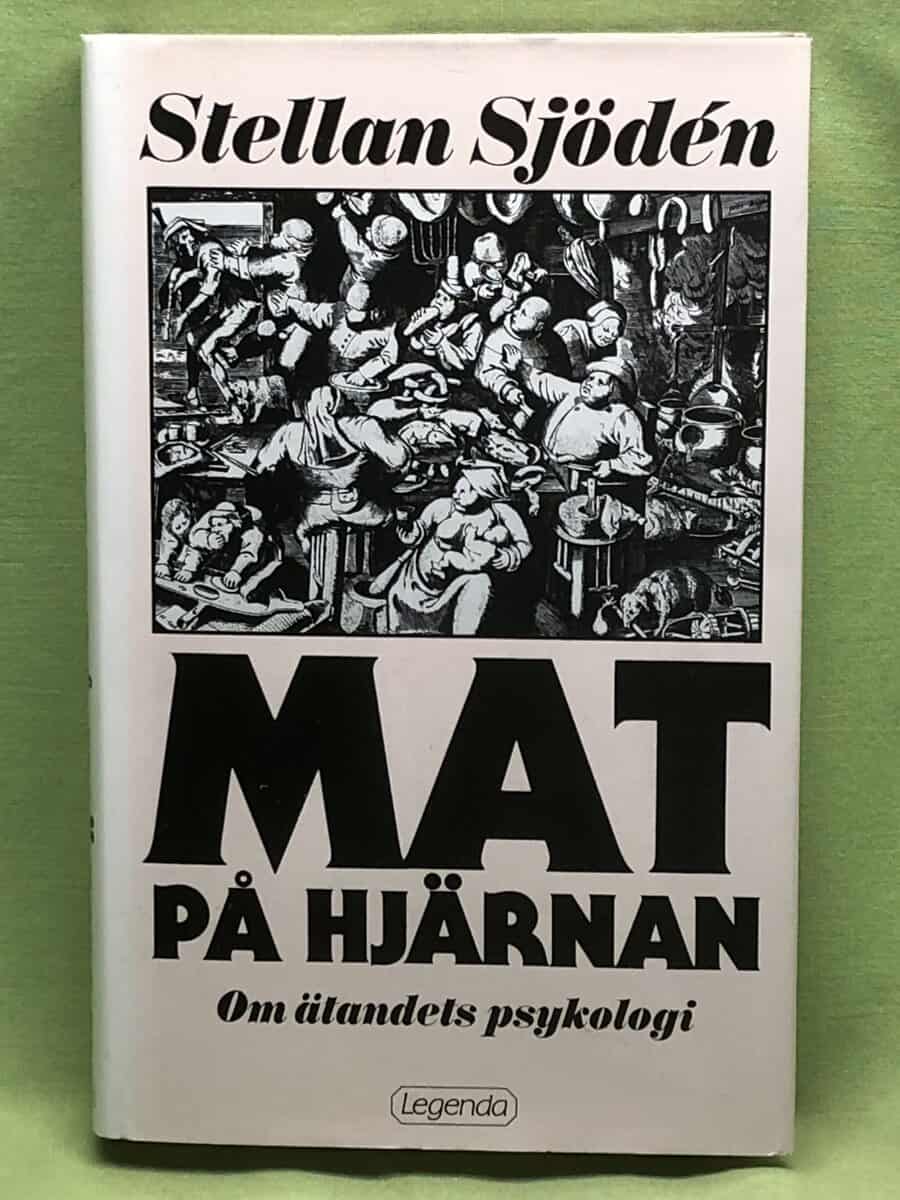 Stellan Sjödén
MAT
PÅ HJÄRNAN
Om ätandets psykologi
Legenda